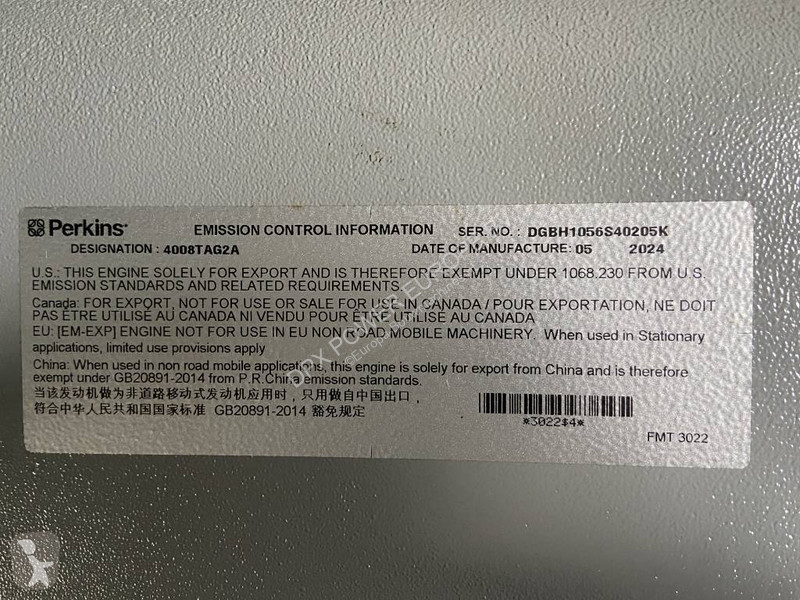 Perkins EMISSION CONTROL INFORMATION SER. NO. : DGBH1056S40205K
DESIGNATION : 4008TAG2A DATE OF MANUFACTURE: 05 2024
U.S.: THIS ENGINE SOLELY FOR EXPORT AND IS THEREFORE EXEMPT UNDER 1068.230 FROM U.S.
EMISSION STANDARDS AND RELATED REQUIREMENTS.
Canada: FOR EXPORT, NOT FOR USE OR SALE FOR USE IN CANADA / POUR EXPORTATION, NE DOIT
PAS ÊTRE UTILISE AU CANADA NI VENDU POUR ÊTRE UTILISE AU CANADA
EU: [EM-EXP] ENGINE NOT FOR USE IN EU NON ROAD MOBILE MACHINERY. When used in Stationary
applications, limited use provisions apply
China: When used in non road mobile applications, this engine is solely for export from China and is therefore
exempt under GB20891-2014 from P.R.China emission standards.
当该发动机做为非道路移动式发动机应用时，只用做自中国出口，
符合中华人民共和国国家标准 GB20891-2014 豁免规定
*3022$4*
FMT 3022
DPX POWER